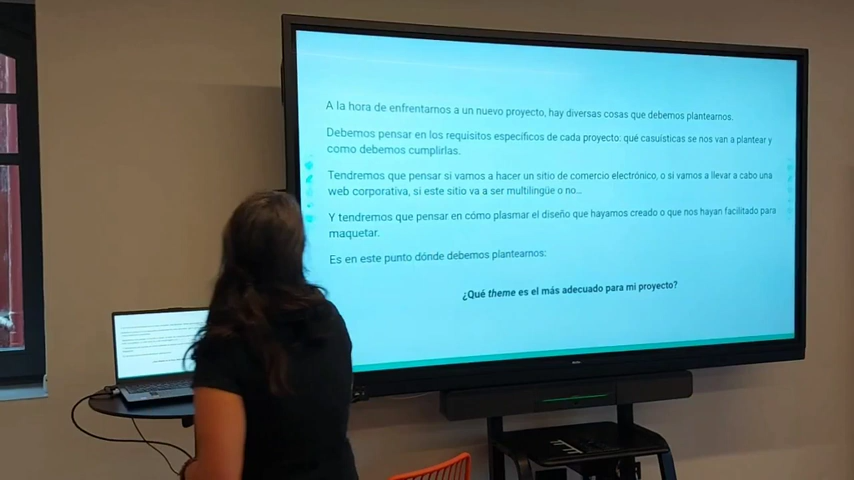 A la hora de enfrentarnos a un nuevo proyecto, hay diversas cosas que debemos plantearnos.
Debemos pensar en los requisitos específicos de cada proyecto: qué casuísticas se nos van a plantear y
como debemos cumplirlas.
Tendremos que pensar si vamos a hacer un sitio de comercio electrónico, o si vamos a llevar a cabo una
web corporativa, si este sitio va a ser multilingüe o no...
Y tendremos que pensar en cómo plasmar el diseño que hayamos creado o que nos hayan facilitado para
maquetar.
Es en este punto dónde debemos plantearnos:
¿Qué theme es el más adecuado para mi proyecto?